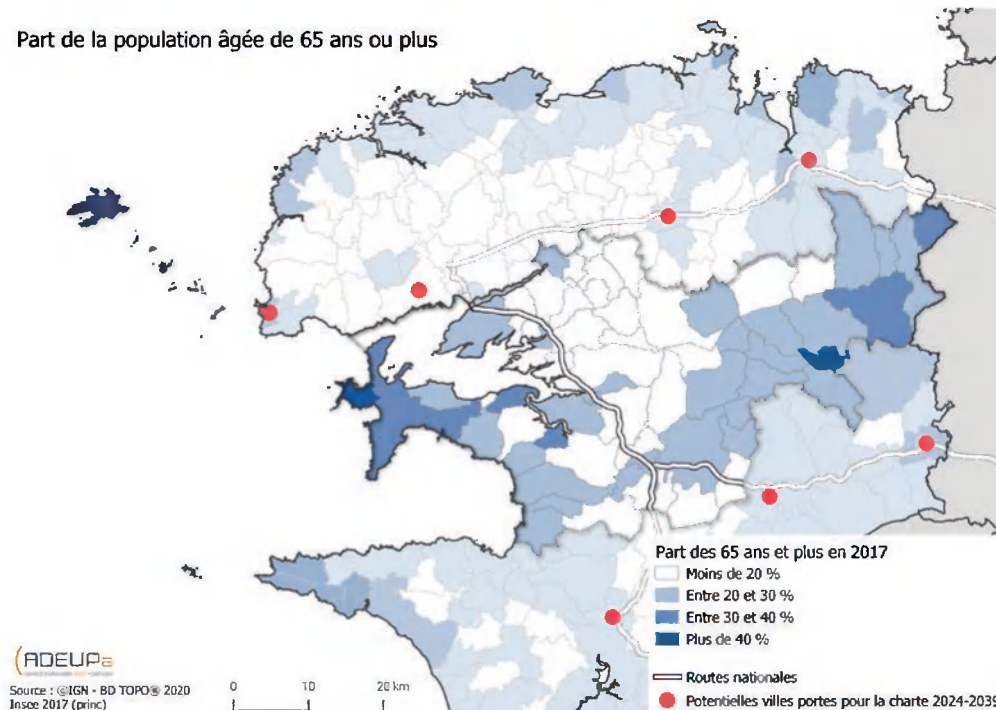 Part de la population âgée de 65 ans ou plus
Part des 65 ans et plus en 2017
Moins de 20 %
Entre 20 et 30 %
Entre 30 et 40 %
Plus de 40 %
Routes nationales
Potentielles villes portes pour la charte 2024-2039
ADEUPa
Source : ©IGN - BD TOPO® 2020
Insee 2017 (princ)
0 10 20 km